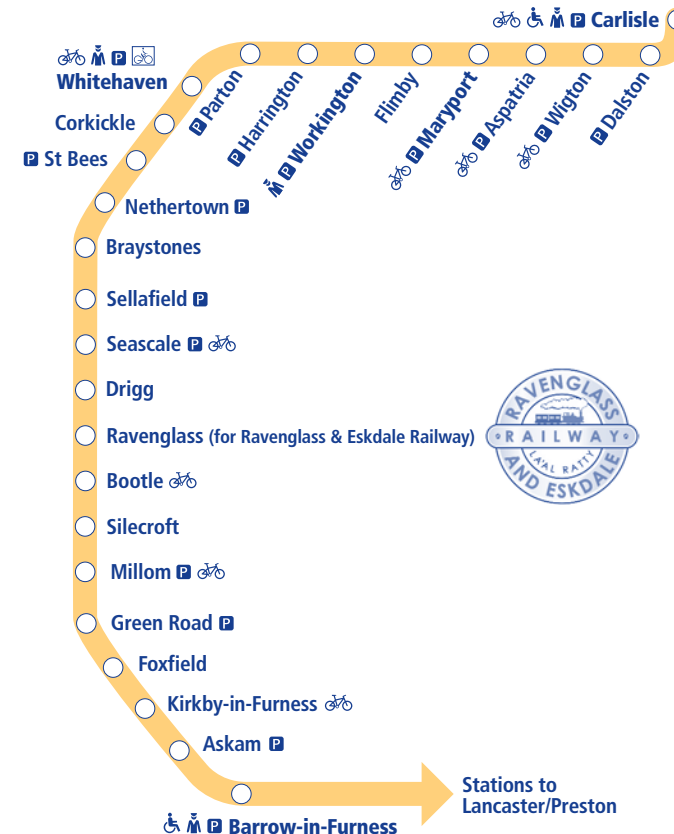 P Carlisle
P
Whitehaven
P Parton
P Harrington
P Workington
Flimby
P Maryport
P Aspatria
P Wigton
P Dalston
Corkickle
P St Bees
Nethertown P
Braystones
Sellafield P
Seascale P
Drigg
Ravenglass (for Ravenglass & Eskdale Railway)
RAVENGLASS
• RAILWAY •
LA'AL RATTY
AND ESKDALE
Bootle
Silecroft
Millom P
Green Road P
Foxfield
Kirkby-in-Furness
Askam P
P Barrow-in-Furness
Stations to
Lancaster/Preston